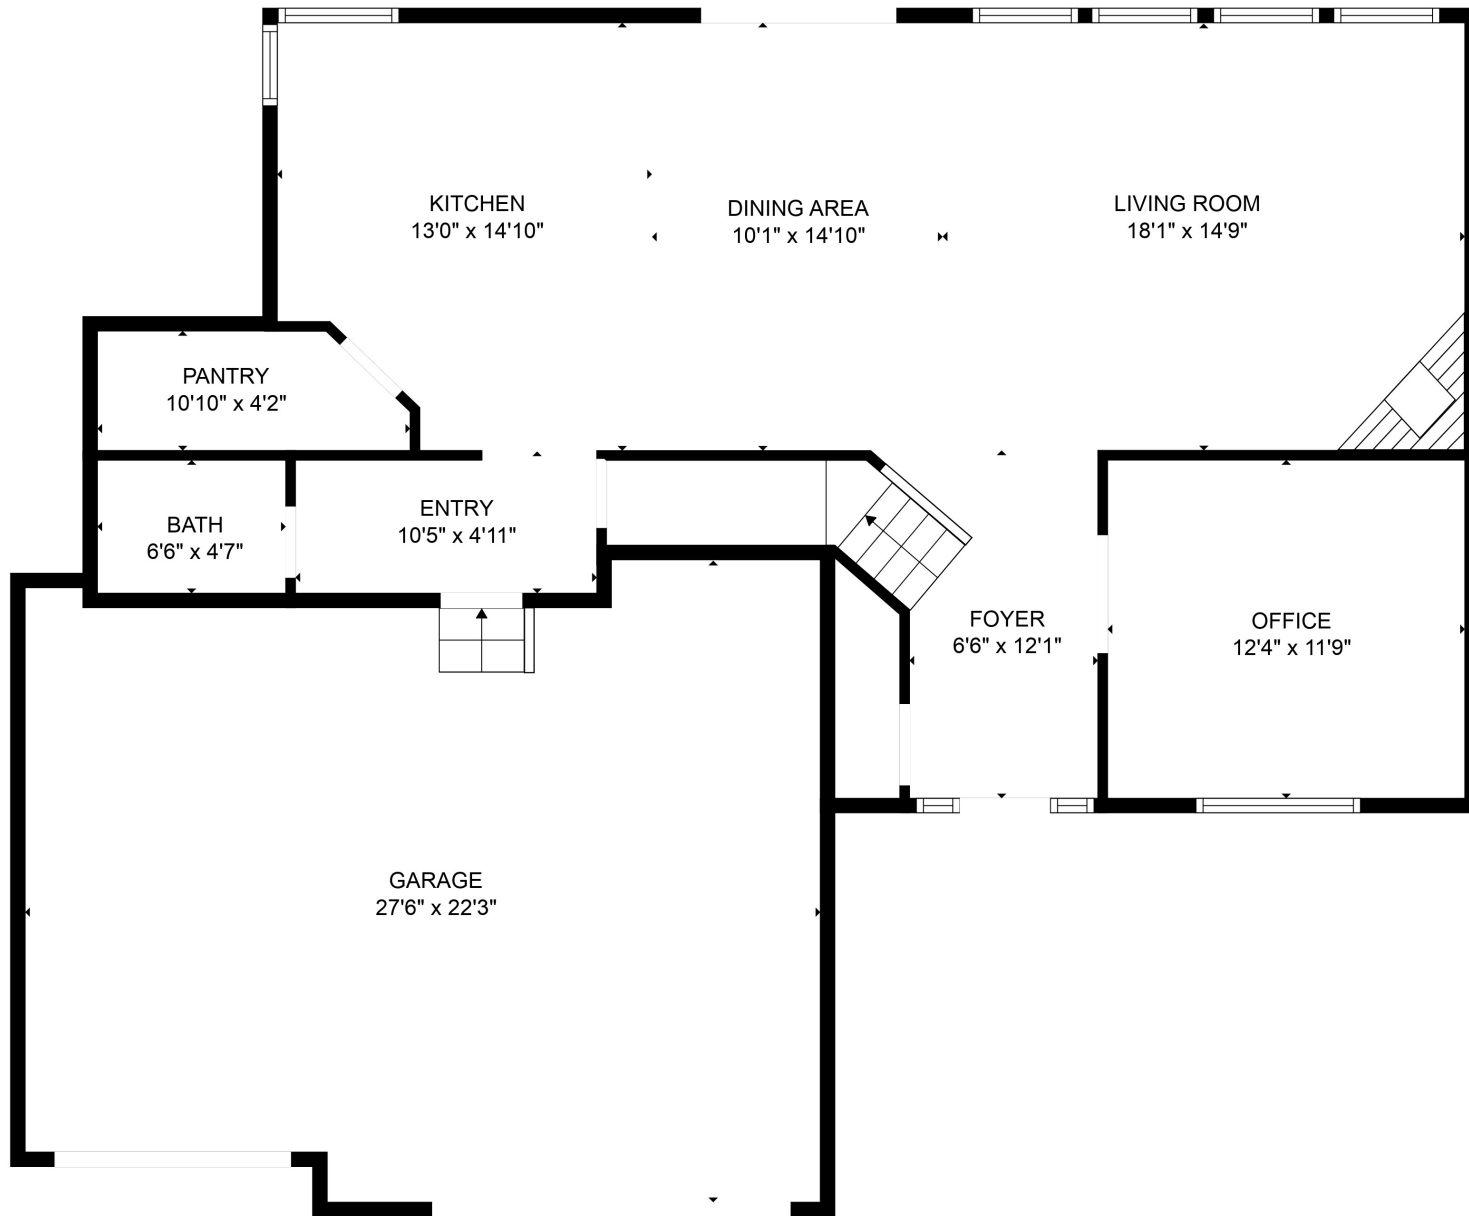 KITCHEN
13'0" x 14'10"
DINING AREA
10'1" x 14'10"
LIVING ROOM
18'1" x 14'9"
PANTRY
10'10" x 4'2"
BATH
6'6" x 4'7"
ENTRY
10'5" x 4'11"
FOYER
6'6" x 12'1"
OFFICE
12'4" x 11'9"
GARAGE
27'6" x 22'3"